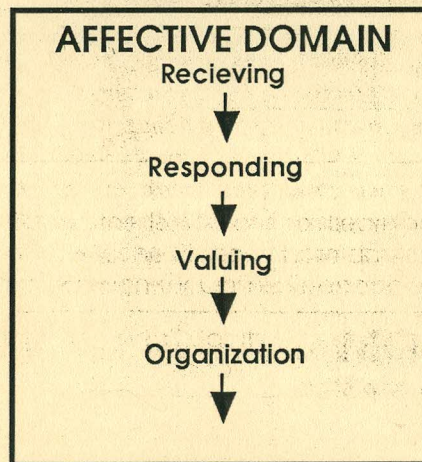 AFFECTIVE DOMAIN
Recieving
Responding
Valuing
Organization